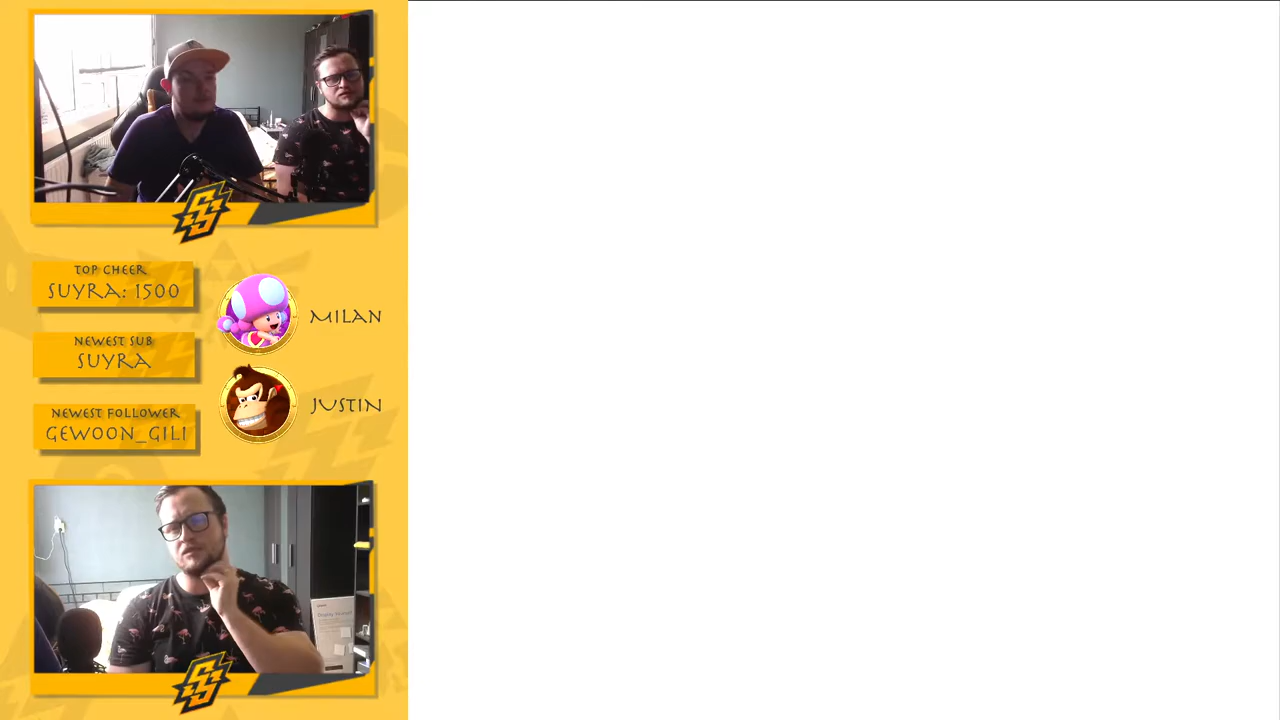 TOP CHEER
SUYRA: 1500
NEWEST SUB
SUYRA
NEWEST FOLLOWER
GEWOON_GILI
MILAN
JUSTIN